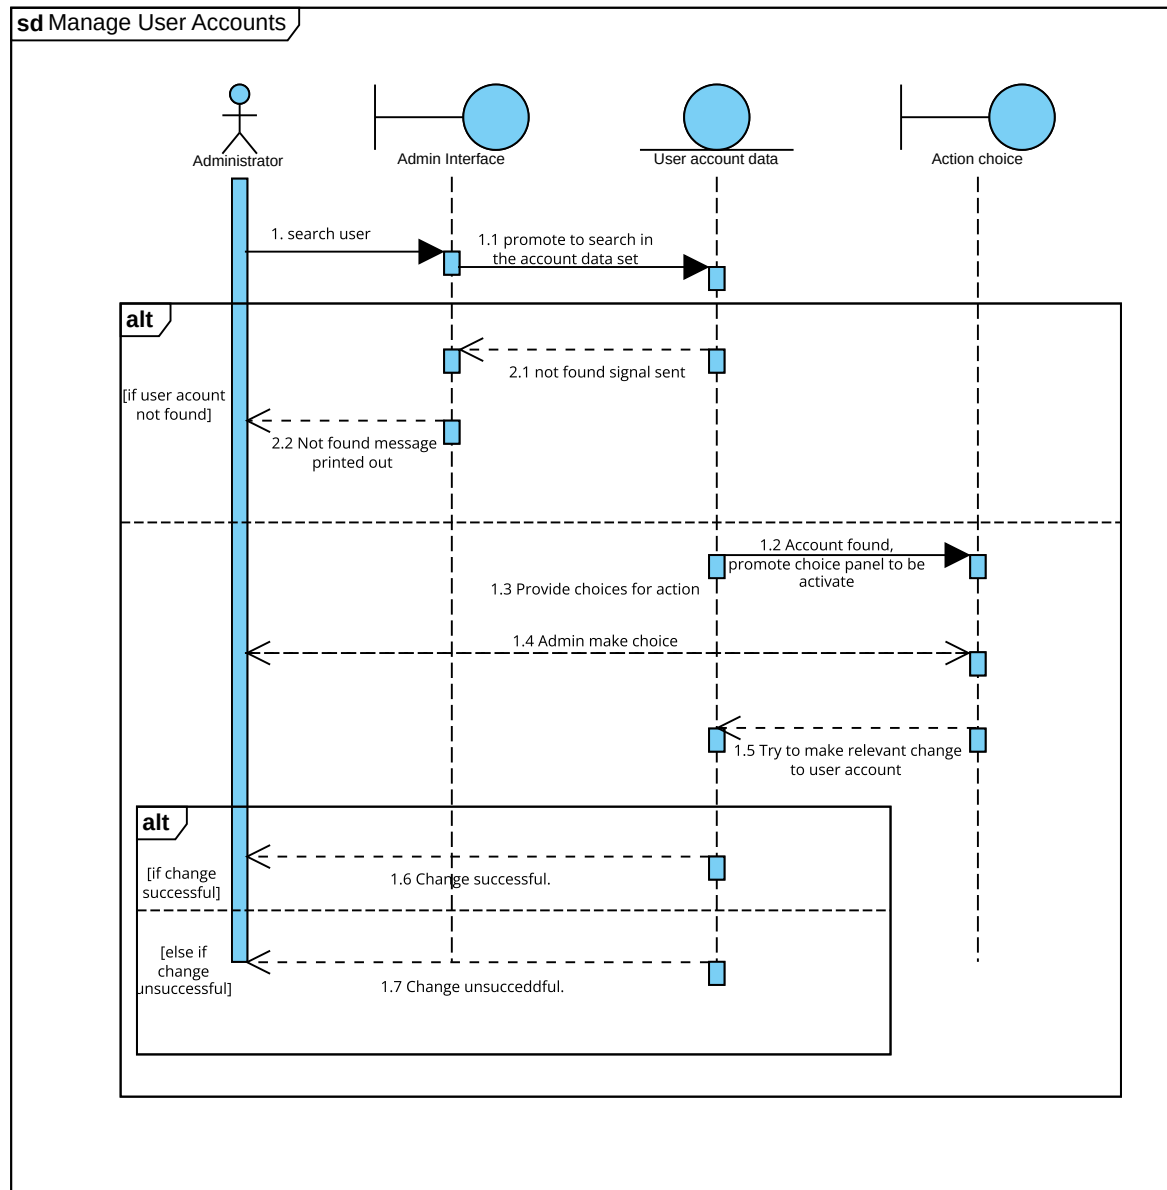 sd Manage User Accounts
Administrator
Admin Interface
User account data
Action choice
1. search user
1.1 promote to search in
the account data set
alt
2.1 not found signal sent
[if user acount
not found]
2.2 Not found message
printed out
1.2 Account found,
promote choice panel to be
activate
1.3 Provide choices for action
1.4 Admin make choice
1.5 Try to make relevant change
to user account
alt
[if change
successful]
1.6 Change successful.
[else if
change
unsuccessful]
1.7 Change unsucceddful.